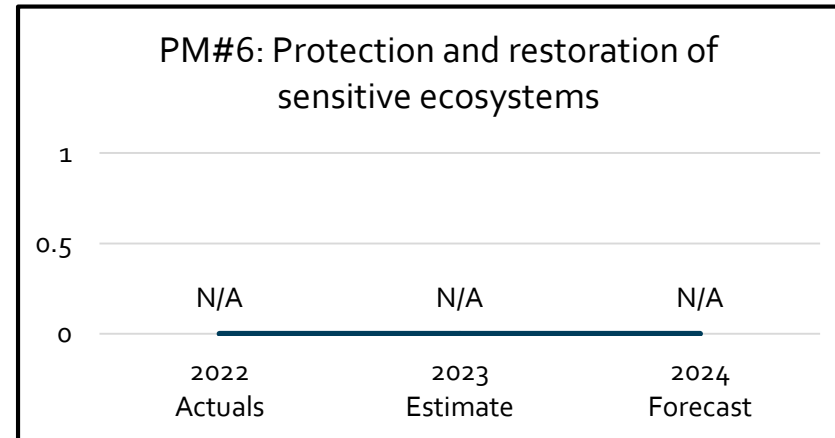 PM#6: Protection and restoration of
sensitive ecosystems
1
0.5
N/A N/A N/A
0
2022 2023 2024
Actuals Estimate Forecast